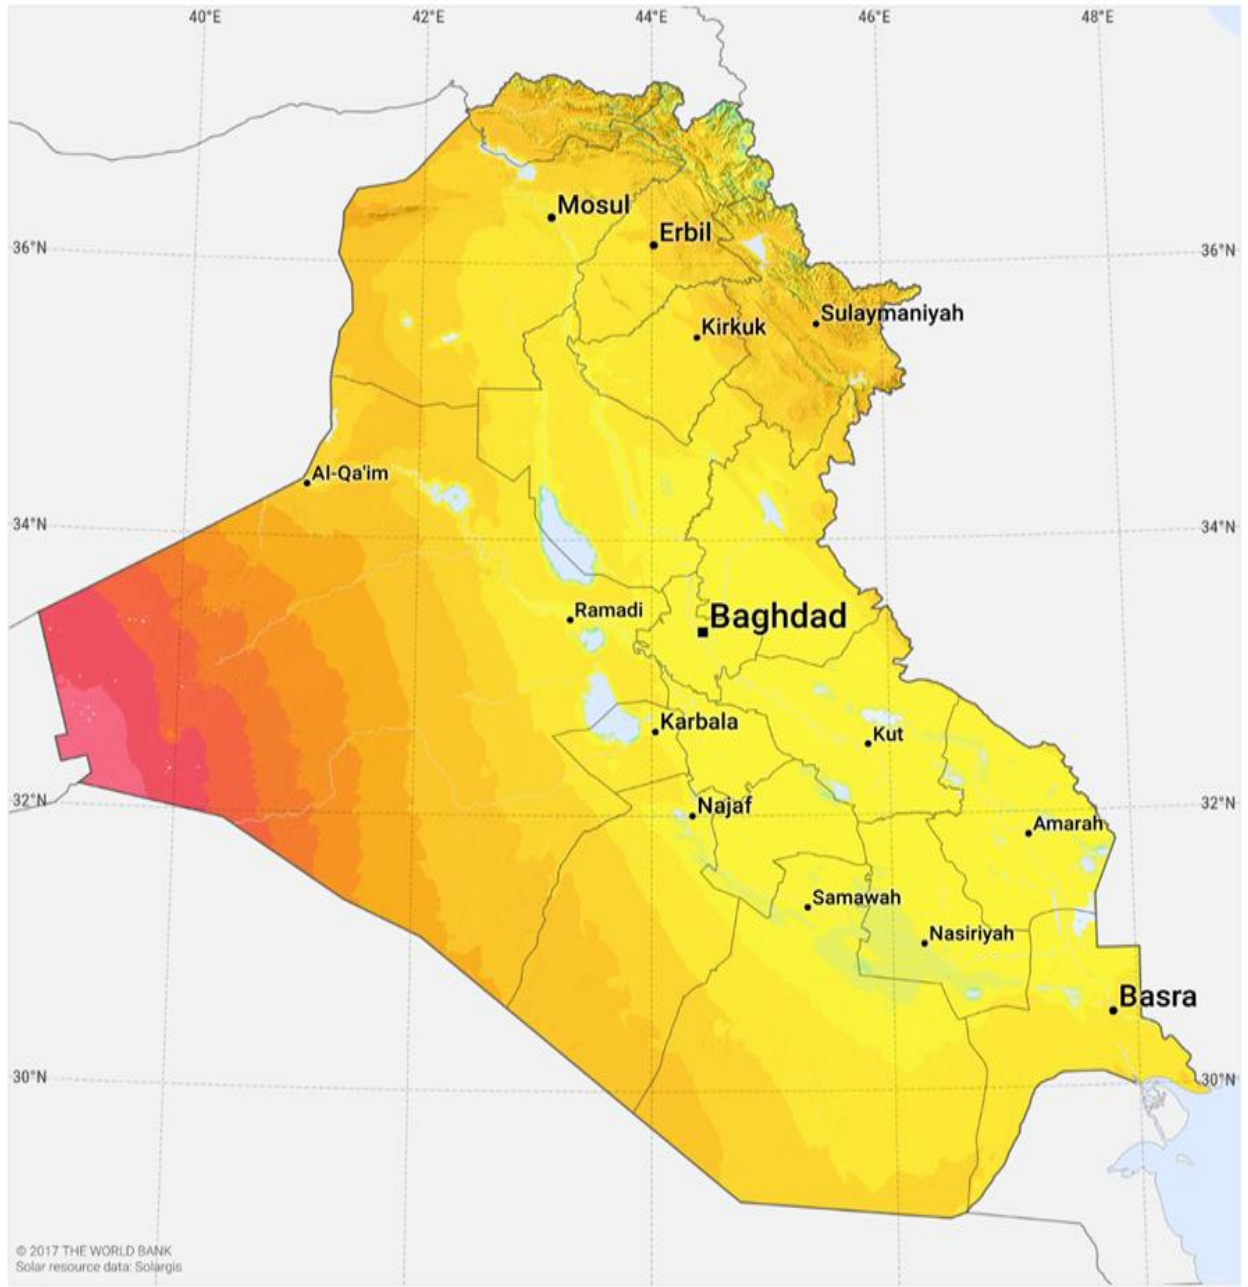 40°E 42°E 44°E 46°E 48°E
Mosul
Erbil
36°N 36°N
Sulaymaniyah
Kirkuk
Al-Qa'im
34°N 34°N
Ramadi
Baghdad
Karbala
Kut
32°N 32°N
Najaf
Amarah
Samawah
Nasiriyah
Basra
30°N 30°N
© 2017 THE WORLD BANK
Solar resource data: Solargis